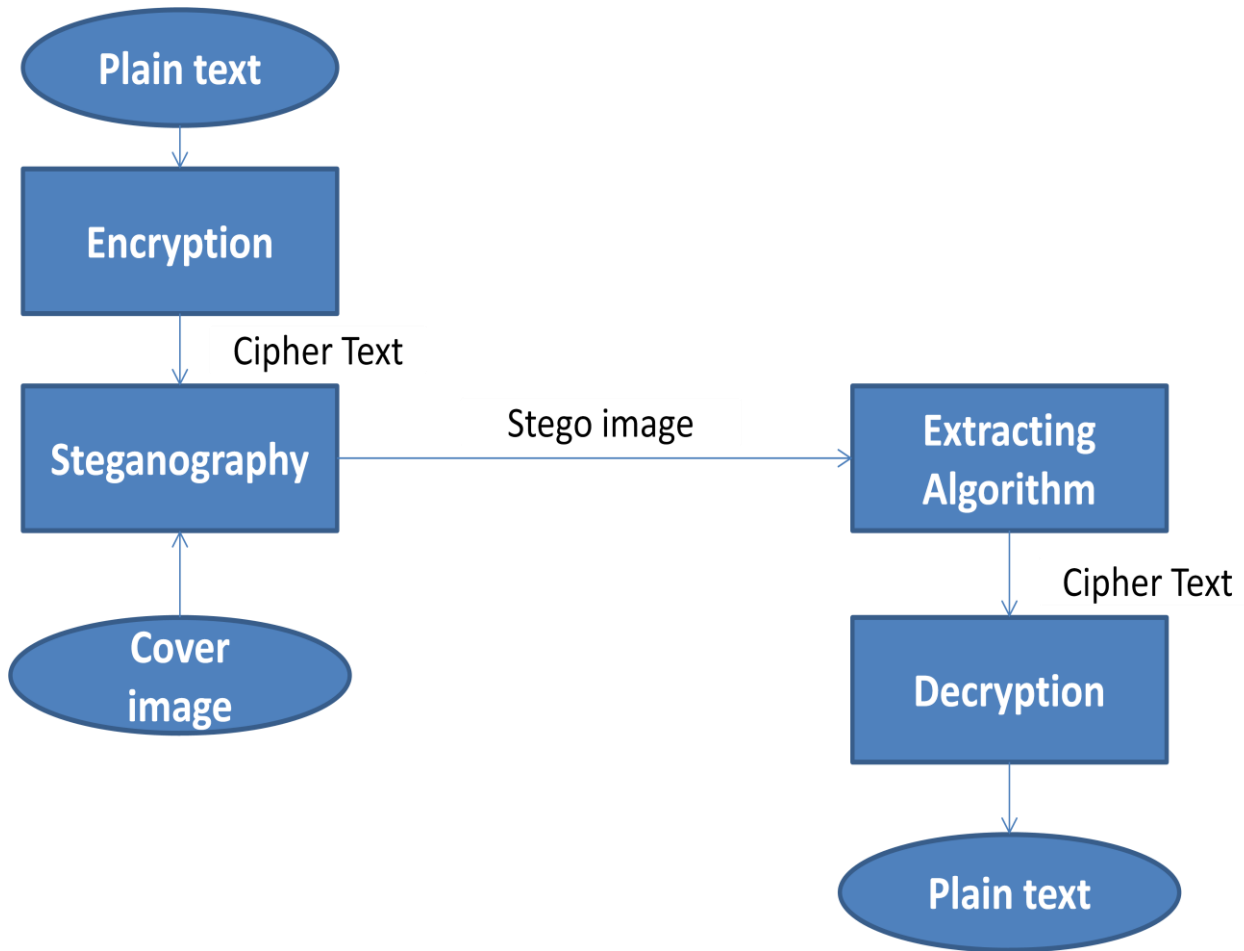 Plain text
Encryption
Cipher Text
Steganography
Stego image
Extracting
Algorithm
Cipher Text
Cover
image
Decryption
Plain text